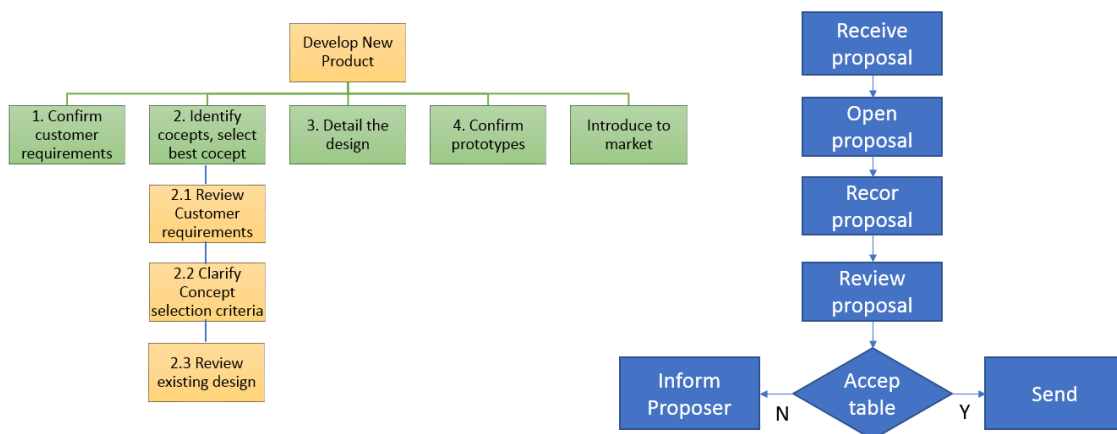 Develop New
Product
1. Confirm
customer
requirements
2. Identify
cocepts, select
best cocept
3. Detail the
design
4. Confirm
prototypes
Introduce to
market
2.1 Review
Customer
requirements
2.2 Clarify
Concept
selection criteria
2.3 Review
existing design
Receive
proposal
Open
proposal
Recor
proposal
Review
proposal
Accep
table
N
Inform
Proposer
Y
Send